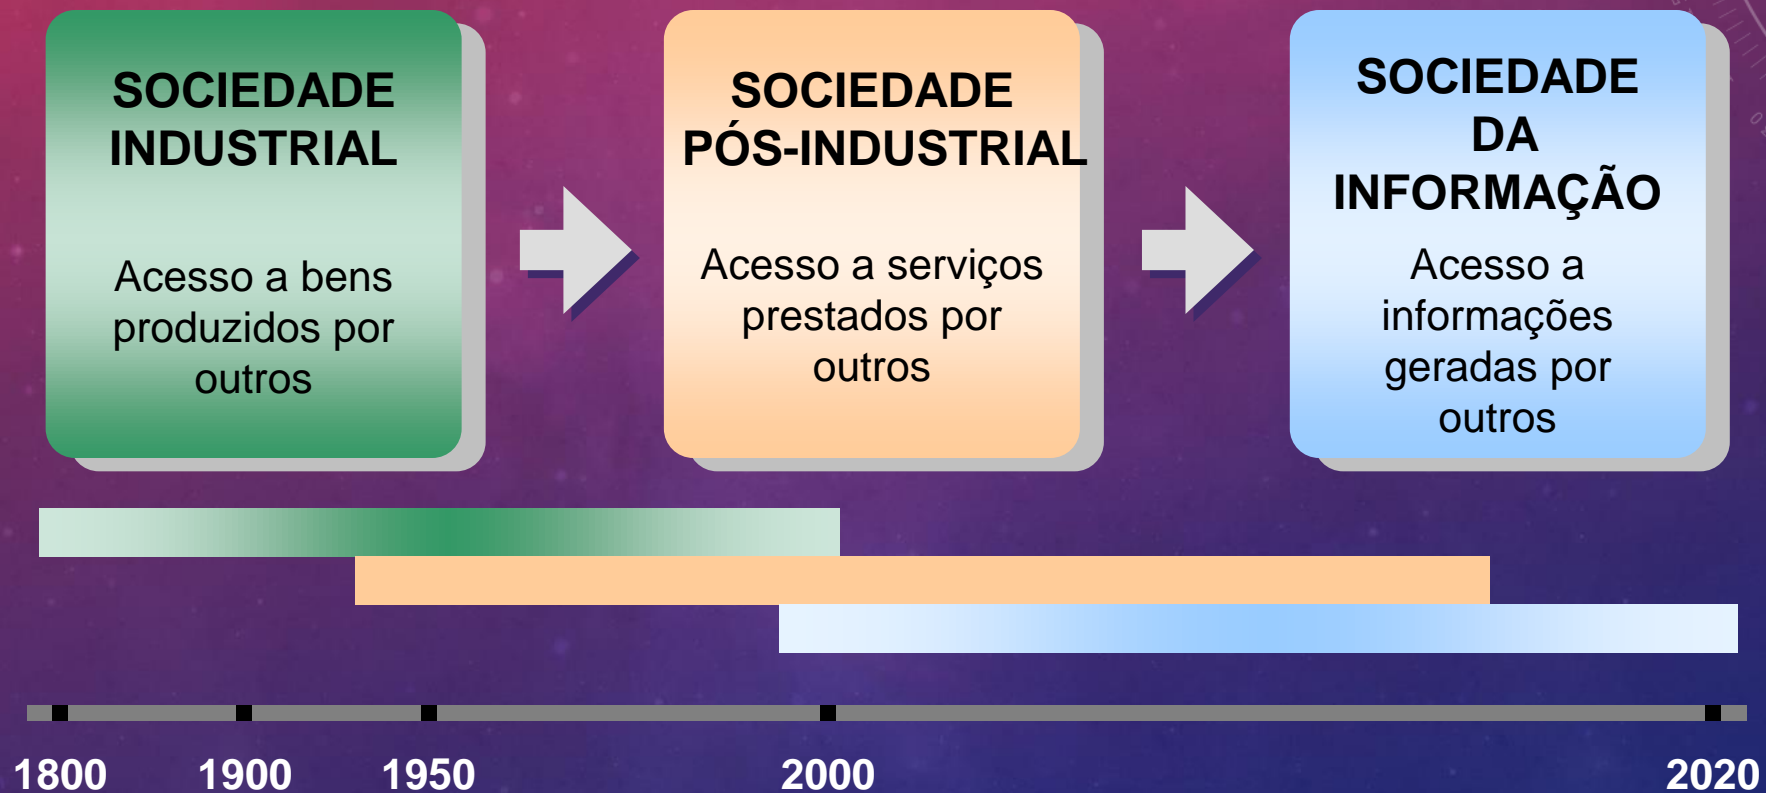 SOCIEDADE
INDUSTRIAL
Acesso a bens
produzidos por
outros
SOCIEDADE
PÓS-INDUSTRIAL
Acesso a serviços
prestados por
outros
SOCIEDADE
DA
INFORMAÇÃO
Acesso a
informações
geradas por
outros
1800 1900 1950 2000 2020